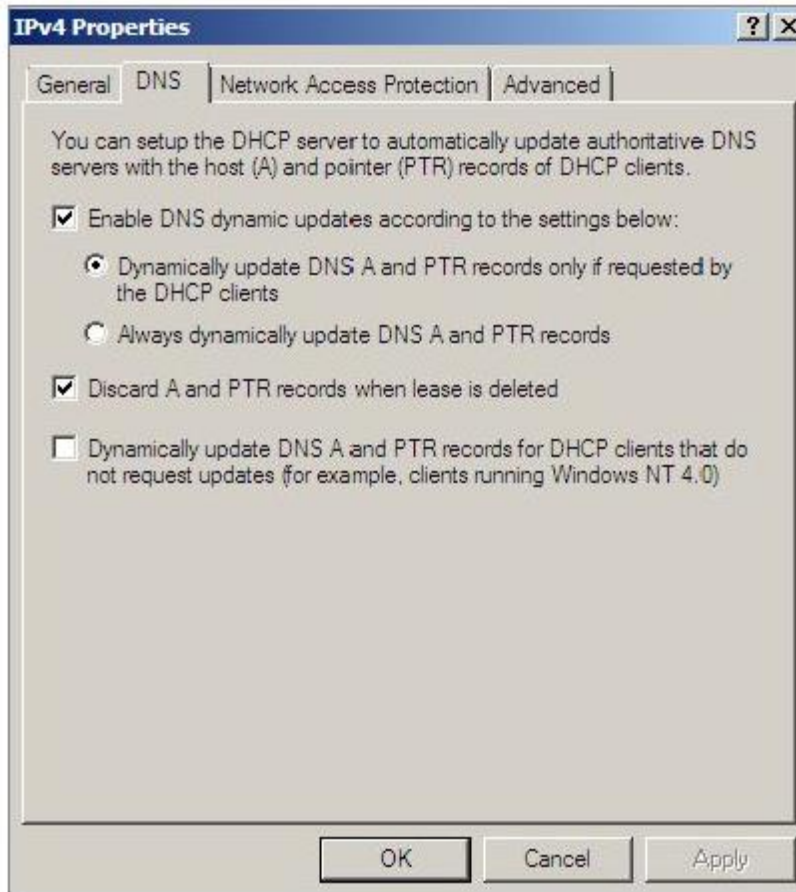 IPv4 Properties
General DNS Network Access Protection Advanced
You can setup the DHCP server to automatically update authoritative DNS
servers with the host (A) and pointer (PTR) records of DHCP clients.
Enable DNS dynamic updates according to the settings below:
Dynamically update DNS A and PTR records only if requested by
the DHCP clients
Always dynamically update DNS A and PTR records
Discard A and PTR records when lease is deleted
Dynamically update DNS A and PTR records for DHCP clients that do
not request updates (for example, clients running Windows NT 4.0)
OK Cancel Apply